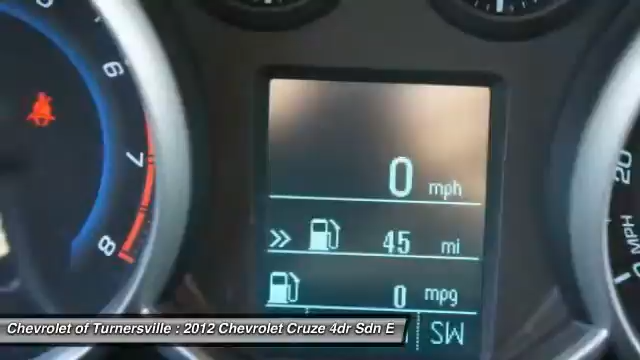 6
7
8
0 mph
45 mi
0 mpg
SW
20
0
MPH
Chevrolet of Turnersville : 2012 Chevrolet Cruze 4dr Sdn E